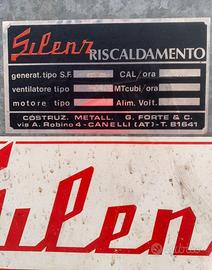 Silenz RISCALDAMENTO
generat. tipo S.F. CAL/ora
ventilatore tipo MTcubi/ora
motore tipo Alim. Volt.
COSTRUZ. METALL. G. FORTE & C.
via A. Robino 4 - CANELLI (AT) - T. 81641
Silen